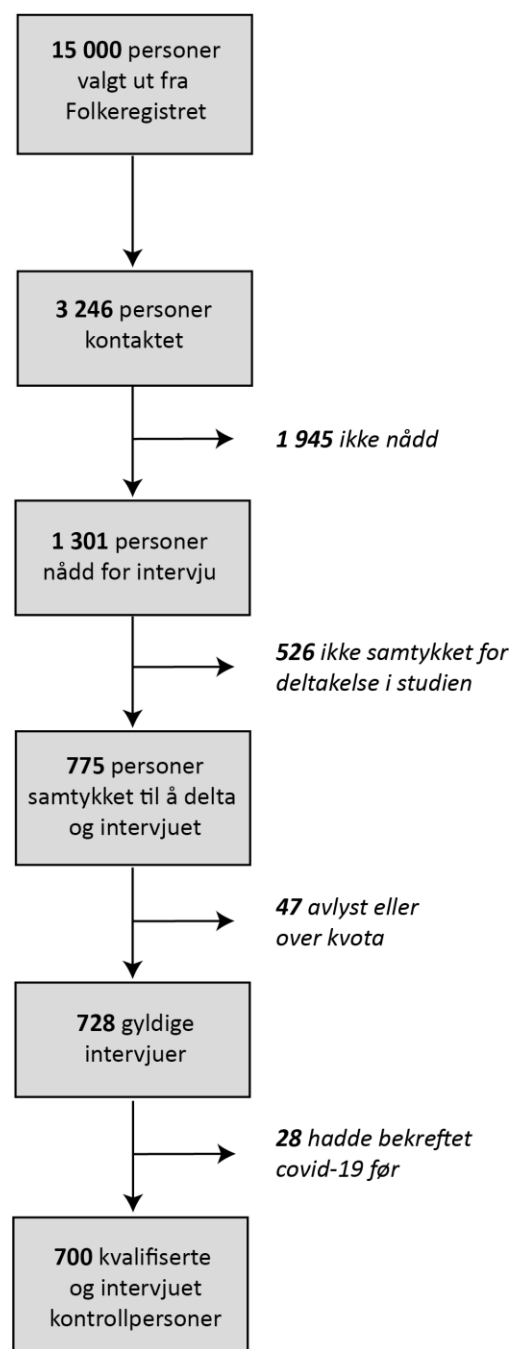 15 000 personer
valgt ut fra
Folkeregistret
3 246 personer
kontaktet
1 945 ikke nådd
1 301 personer
nådd for intervju
526 ikke samtykket for
deltakelse i studien
775 personer
samtykket til å delta
og intervjuet
47 avlyst eller
over kvota
728 gyldige
intervjuer
28 hadde bekreftet
covid-19 før
700 kvalifiserte
og intervjuet
kontrollpersoner